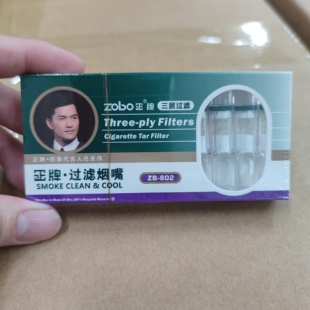 zobo 正牌 三层过滤
Three-ply Filters
Cigarette Tar Filter
正牌·过滤烟嘴
SMOKE CLEAN & COOL
ZB-802